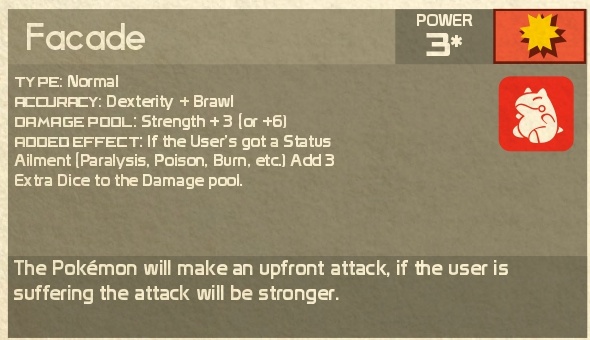 Facade
POWER
3*
TYPE: Normal
ACCURACY: Dexterity + Brawl
DAMAGE POOL: Strength + 3 (or +6)
ADDED EFFECT: If the User's got a Status
Ailment (Paralysis, Poison, Burn, etc.) Add 3
Extra Dice to the Damage pool.
The Pokémon will make an upfront attack, if the user is
suffering the attack will be stronger.